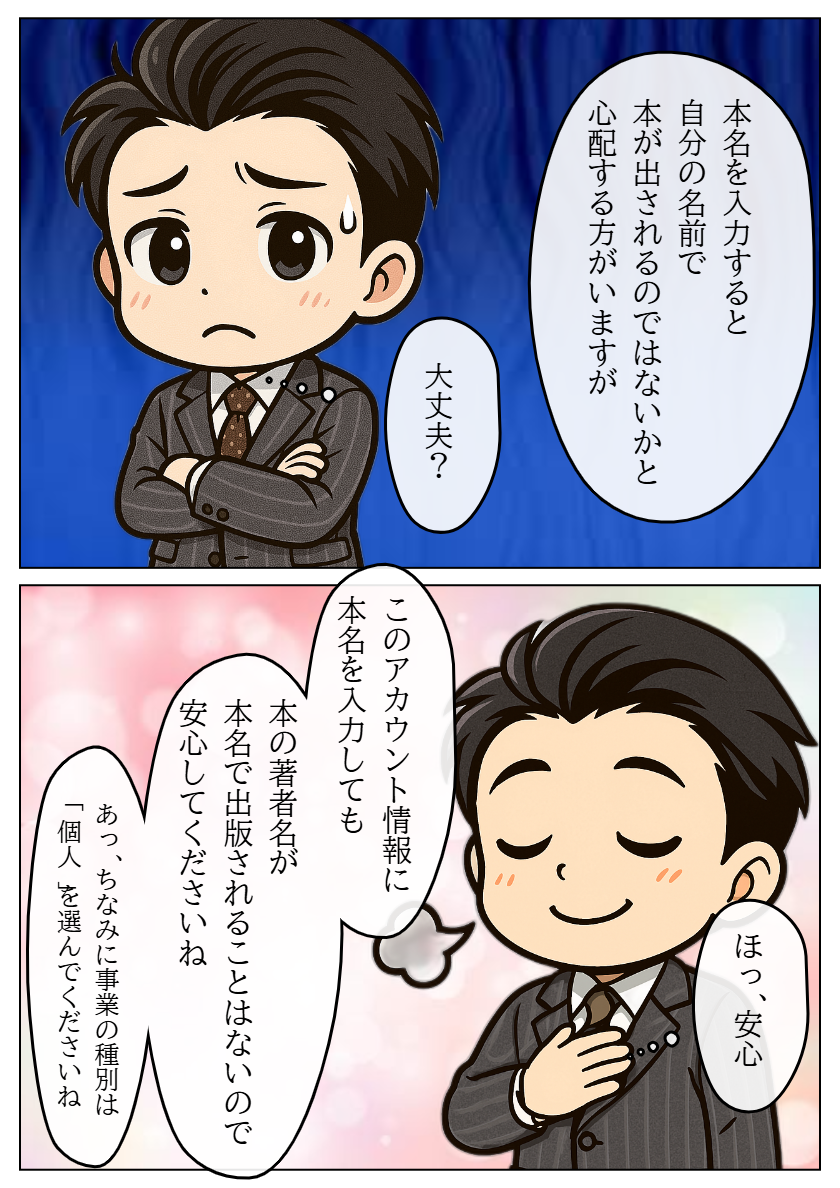 本名を入力すると
自分の名前で
本が出されるのではないかと
心配する方がいますが
大丈夫？
このアカウント情報に
本名を入力しても
本の著者名が
本名で出版されることはないので
安心してくださいね
あっ、ちなみに事業の種別は
「個人」を選んでくださいね
ほっ、安心